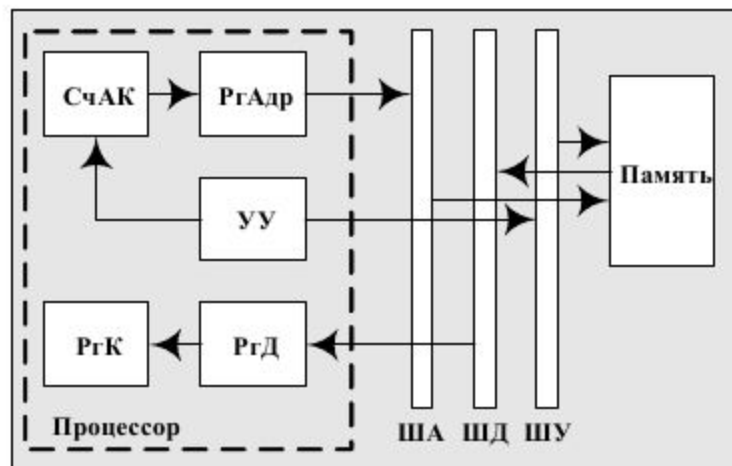 СчАК
РгАдр
УУ
Память
РгК
РгД
Процессор
ША
ШД
ШУ